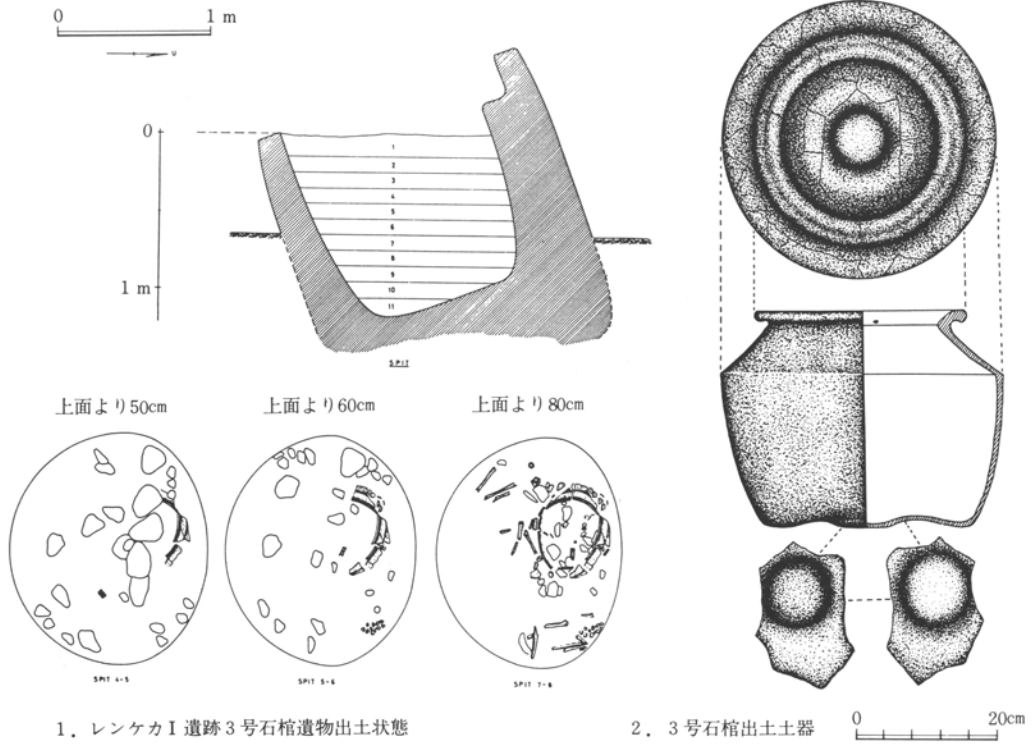 0 1 m
U
0
1
2
3
4
5
6
7
8
9
10
11
1 m
SPIT
上面より50cm
上面より60cm
上面より80cm
SPIT 4-5
SPIT 5-6
SPIT 7-8
1. レンケカI遺跡3号石棺遺物出土状態
2. 3号石棺出土土器
0 20cm